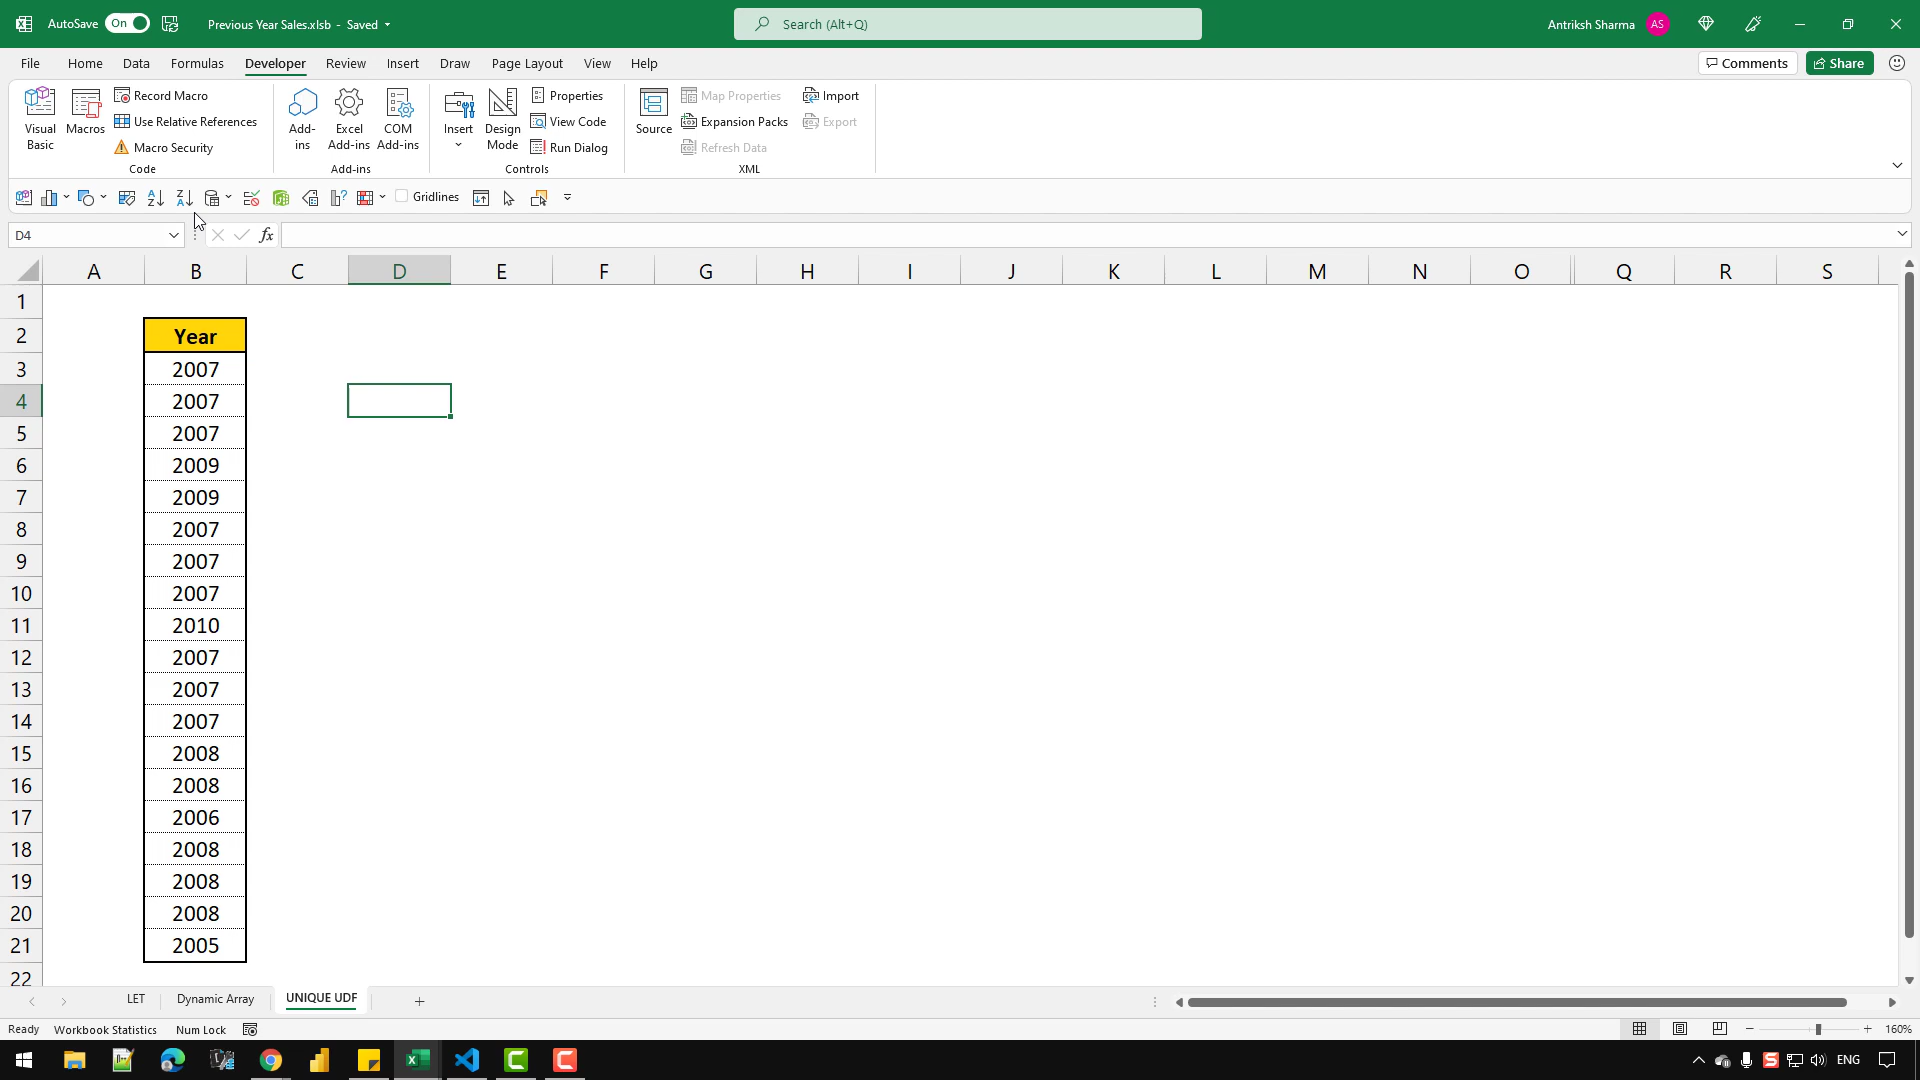 AutoSave On Previous Year Sales.xlsb - Saved Search (Alt+Q) Antriksh Sharma AS
File Home Data Formulas Developer Review Insert Draw Page Layout View Help Comments Share
Visual Basic
Macros
Record Macro
Use Relative References
Macro Security
Code
Add-ins
Excel Add-ins
COM Add-ins
Add-ins
Insert
Design Mode
Properties
View Code
Run Dialog
Controls
Source
Map Properties
Expansion Packs
Refresh Data
Import
Export
XML
Gridlines
D4 fx
A B C D E F G H I J K L M N O Q R S
1
2 Year
3 2007
4 2007
5 2007
6 2009
7 2009
8 2007
9 2007
10 2007
11 2010
12 2007
13 2007
14 2007
15 2008
16 2008
17 2006
18 2008
19 2008
20 2008
21 2005
22
LET Dynamic Array UNIQUE UDF
Ready Workbook Statistics Num Lock 160%
ENG